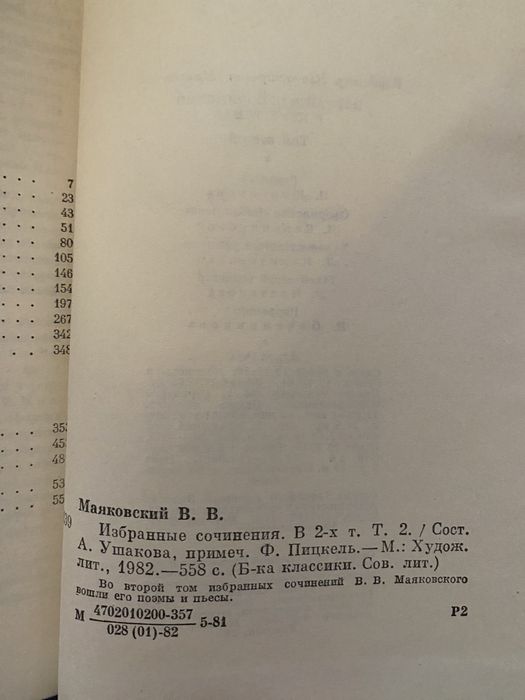 . . . 7
. . . 23
. . . 43
. . . 51
. . . 80
. . . 105
. . . 146
. . . 154
. . . 197
. . . 267
. . . 342
. . . 348
. . .
. . .
. . .
Маяковский В. В.
Избранные сочинения. В 2-х т. Т. 2. / Сост.
А. Ушакова, примеч. Ф. Пицкель.— М.: Худож.
лит., 1982.—558 с. (Б-ка классики. Сов. лит.)
Во второй том избранных сочинений В. В. Маяковского
вошли его поэмы и пьесы.
М 4702010200-357 5-81 Р2
028 (01)-82